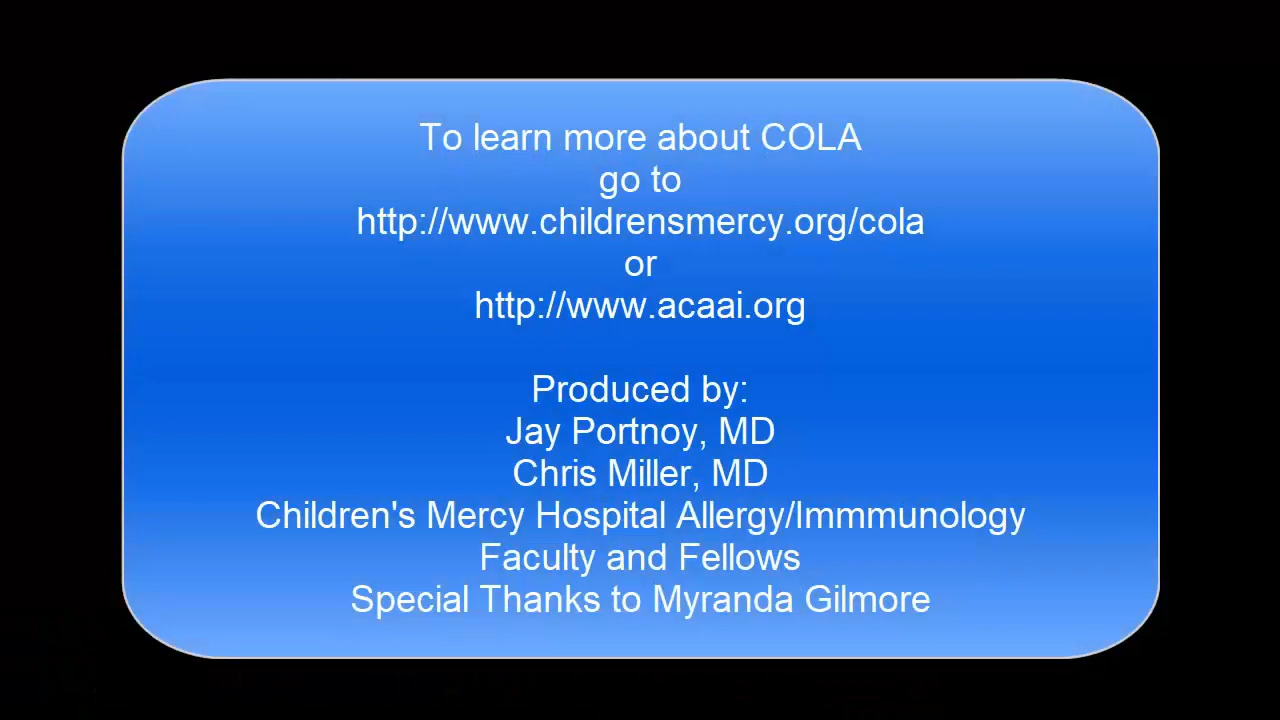 To learn more about COLA
go to
http://www.childrensmercy.org/cola
or
http://www.acaai.org
Produced by:
Jay Portnoy, MD
Chris Miller, MD
Children's Mercy Hospital Allergy/Immmunology
Faculty and Fellows
Special Thanks to Myranda Gilmore